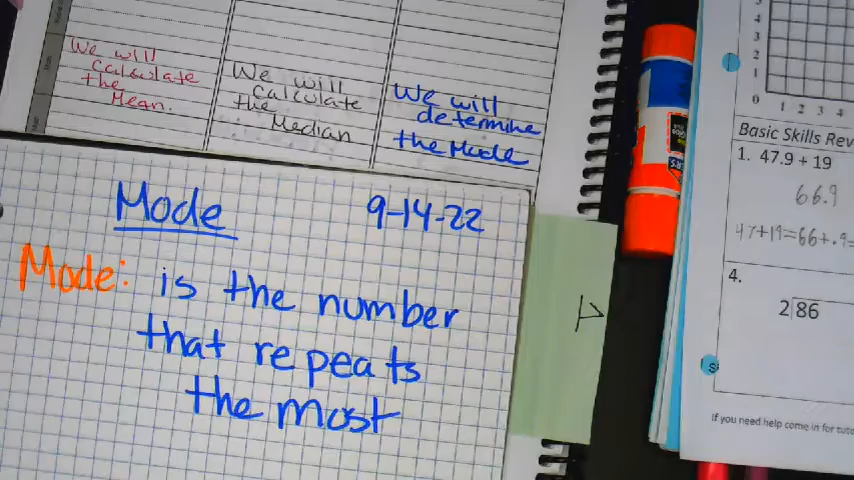 We will
calculate
the
Mean.
We will
Calculate
the
Median
We will
determine
the Mode
Mode
9-14-22
Mode: is the number
that repeats
the most
4
3
2
1
0
1 2 3 4
Basic Skills Rev
1. 47.9 + 19
66.9
47+19=66+.9=
4.
2 86
If you need help come in for tuto